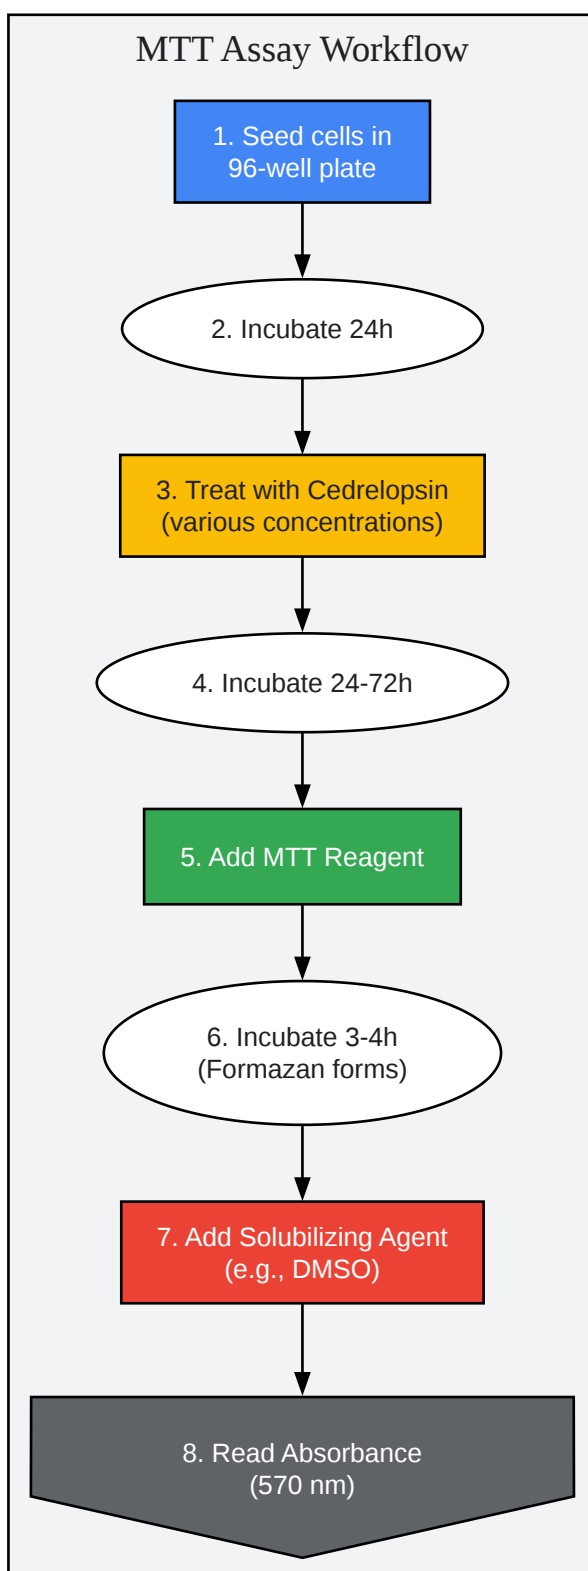 MTT Assay Workflow
1. Seed cells in
96-well plate
2. Incubate 24h
3. Treat with Cedrelopsin
(various concentrations)
4. Incubate 24-72h
5. Add MTT Reagent
6. Incubate 3-4h
(Formazan forms)
7. Add Solubilizing Agent
(e.g., DMSO)
8. Read Absorbance
(570 nm)